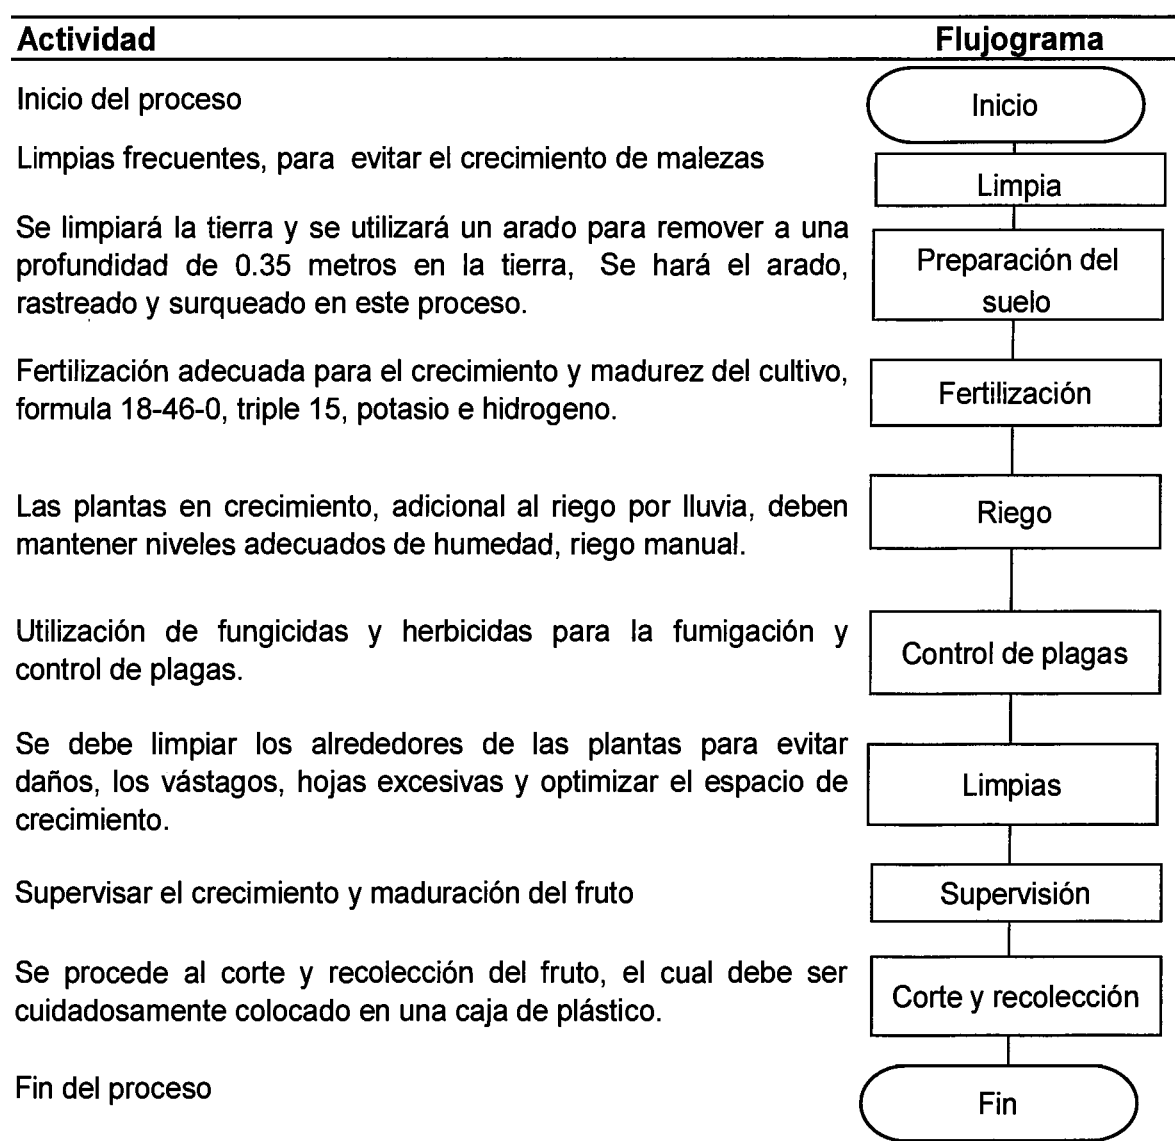 Actividad Flujograma
Inicio del proceso
Inicio
Limpias frecuentes, para evitar el crecimiento de malezas
Limpia
Se limpiará la tierra y se utilizará un arado para remover a una
profundidad de 0.35 metros en la tierra, Se hará el arado,
rastreado y surqueado en este proceso.
Preparación del
suelo
Fertilización adecuada para el crecimiento y madurez del cultivo,
formula 18-46-0, triple 15, potasio e hidrogeno.
Fertilización
Las plantas en crecimiento, adicional al riego por lluvia, deben
mantener niveles adecuados de humedad, riego manual.
Riego
Utilización de fungicidas y herbicidas para la fumigación y
control de plagas.
Control de plagas
Se debe limpiar los alrededores de las plantas para evitar
daños, los vástagos, hojas excesivas y optimizar el espacio de
crecimiento.
Limpias
Supervisar el crecimiento y maduración del fruto
Supervisión
Se procede al corte y recolección del fruto, el cual debe ser
cuidadosamente colocado en una caja de plástico.
Corte y recolección
Fin del proceso
Fin